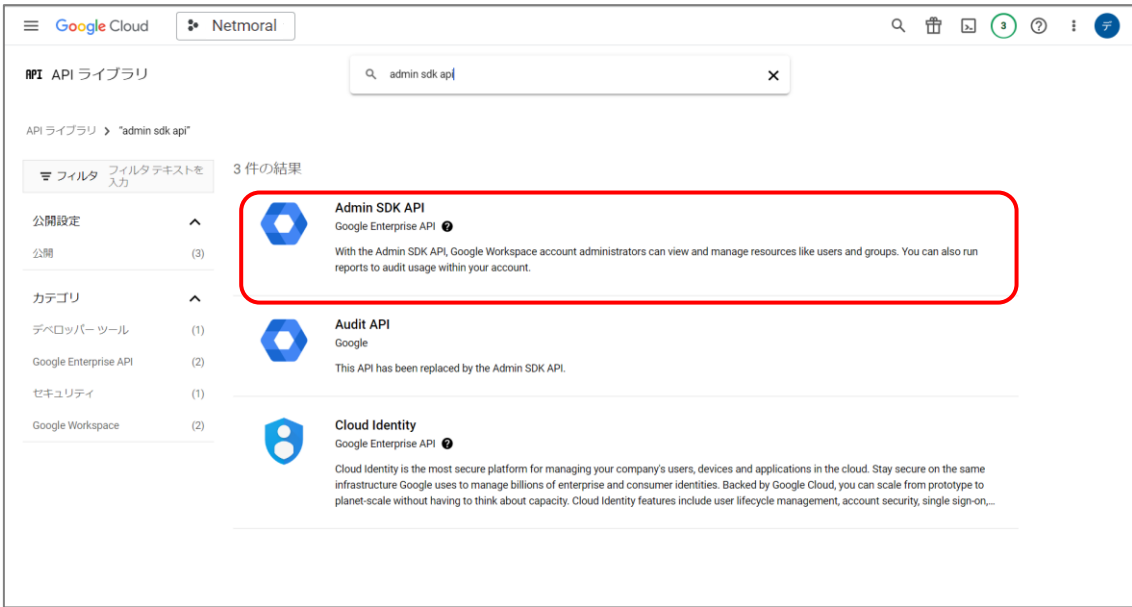 Google Cloud
Netmoral
3
デ
API API ライブラリ
admin sdk api
API ライブラリ "admin sdk api"
フィルタ フィルタ テキストを入力
公開設定
公開 (3)
カテゴリ
デベロッパー ツール (1)
Google Enterprise API (2)
セキュリティ (1)
Google Workspace (2)
3 件の結果
Admin SDK API
Google Enterprise API
With the Admin SDK API, Google Workspace account administrators can view and manage resources like users and groups. You can also run
reports to audit usage within your account.
Audit API
Google
This API has been replaced by the Admin SDK API.
Cloud Identity
Google Enterprise API
Cloud Identity is the most secure platform for managing your company's users, devices and applications in the cloud. Stay secure on the same
infrastructure Google uses to manage billions of enterprise and consumer identities. Backed by Google Cloud, you can scale from prototype to
planet-scale without having to think about capacity. Cloud Identity features include user lifecycle management, account security, single sign-on,...